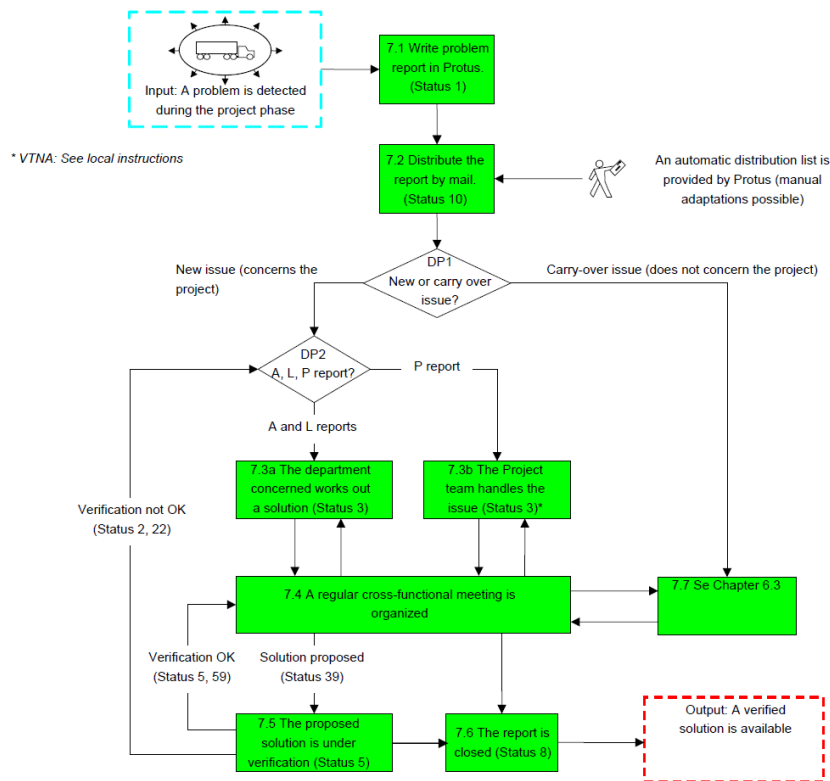 Input: A problem is detected
during the project phase
7.1 Write problem
report in Protus.
(Status 1)
* VTNA: See local instructions
7.2 Distribute the
report by mail.
(Status 10)
An automatic distribution list is
provided by Protus (manual
adaptations possible)
New issue (concerns the
project)
DP1
New or carry over
issue?
Carry-over issue (does not concern the project)
DP2
A, L, P report?
P report
A and L reports
7.3a The department
concerned works out
a solution (Status 3)
7.3b The Project
team handles the
issue (Status 3)*
Verification not OK
(Status 2, 22)
7.4 A regular cross-functional meeting is
organized
7.7 Se Chapter 6.3
Verification OK
(Status 5, 59)
Solution proposed
(Status 39)
7.5 The proposed
solution is under
verification (Status 5)
7.6 The report is
closed (Status 8)
Output: A verified
solution is available